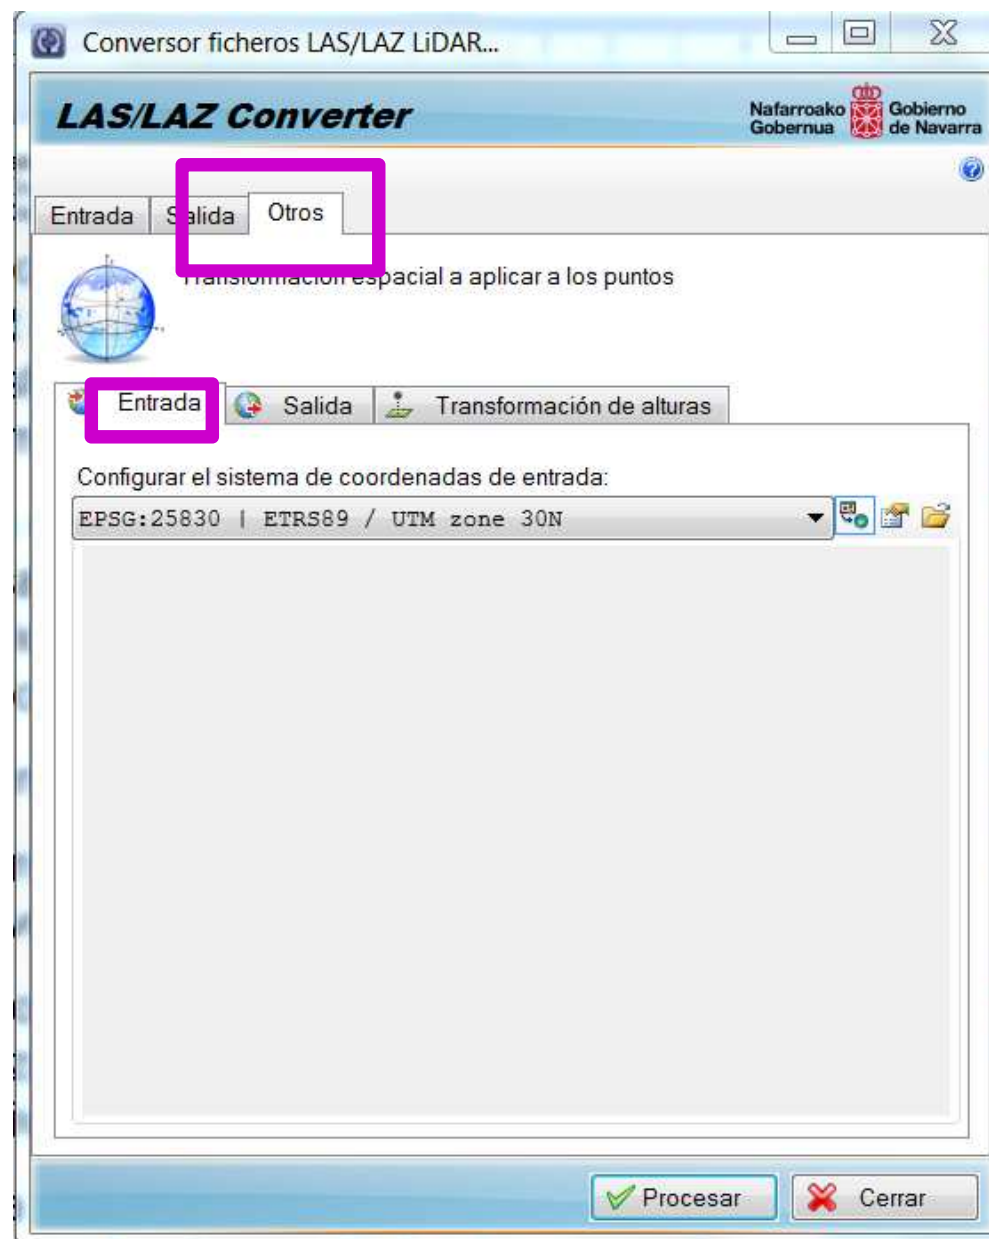 Conversor ficheros LAS/LAZ LiDAR...
LAS/LAZ Converter
Nafarroako Gobernua
Gobierno de Navarra
Entrada Salida Otros
Transformación espacial a aplicar a los puntos
Entrada Salida Transformación de alturas
Configurar el sistema de coordenadas de entrada:
EPSG:25830 | ETRS89 / UTM zone 30N
Procesar Cerrar